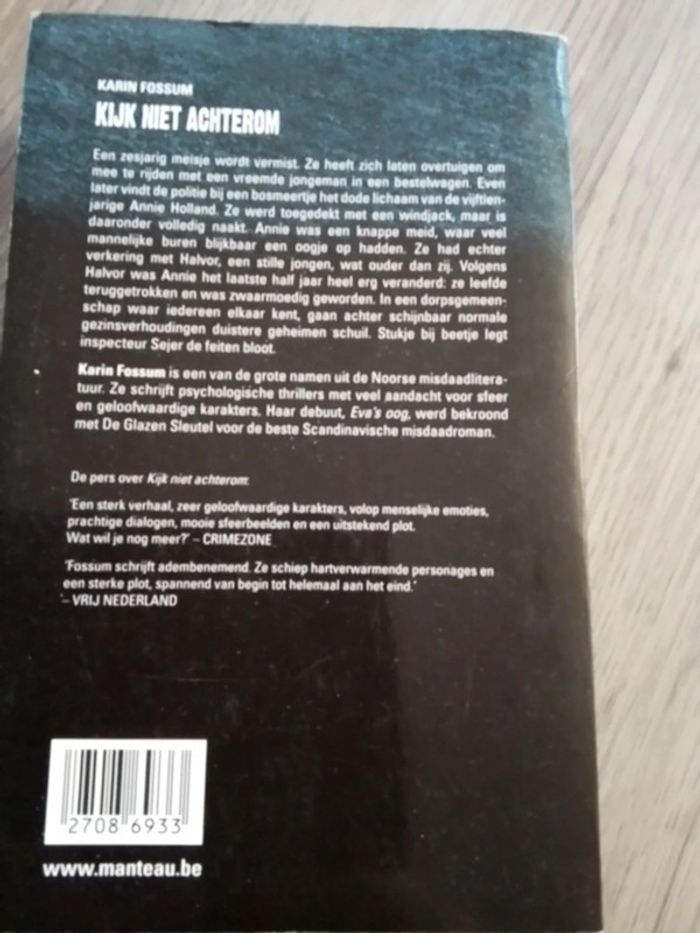 KARIN FOSSUM
KIJK NIET ACHTEROM
Een zesjarig meisje wordt vermist. Ze heeft zich laten overtuigen om
mee te rijden met een vreemde jongeman in een bestelwagen. Even
later vindt de politie bij een bosmeertje het dode lichaam van de vijftien-
jarige Annie Holland. Ze werd toegedekt met een windjack, maar is
daaronder volledig naakt. Annie was een knappe meid, waar veel
mannelijke buren blijkbaar een oogje op hadden. Ze had echter
verkering met Halvor, een stille jongen, wat ouder dan zij. Volgens
Halvor was Annie het laatste half jaar heel erg veranderd: ze leefde
teruggetrokken en was zwaarmoedig geworden. In een dorpsgemeen-
schap waar iedereen elkaar kent, gaan achter schijnbaar normale
gezinsverhoudingen duistere geheimen schuil. Stukje bij beetje legt
inspecteur Sejer de feiten bloot.
Karin Fossum is een van de grote namen uit de Noorse misdaadlitera-
tuur. Ze schrijft psychologische thrillers met veel aandacht voor sfeer
en geloofwaardige karakters. Haar debuut, Eva's oog, werd bekroond
met De Glazen Sleutel voor de beste Scandinavische misdaadroman.
De pers over Kijk niet achterom:
'Een sterk verhaal, zeer geloofwaardige karakters, volop menselijke emoties,
prachtige dialogen, mooie sfeerbeelden en een uitstekend plot.
Wat wil je nog meer?' – CRIMEZONE
'Fossum schrijft adembenemend. Ze schiep hartverwarmende personages en
een sterke plot, spannend van begin tot helemaal aan het eind.'
'– VRIJ NEDERLAND
2708 6933
www.manteau.be